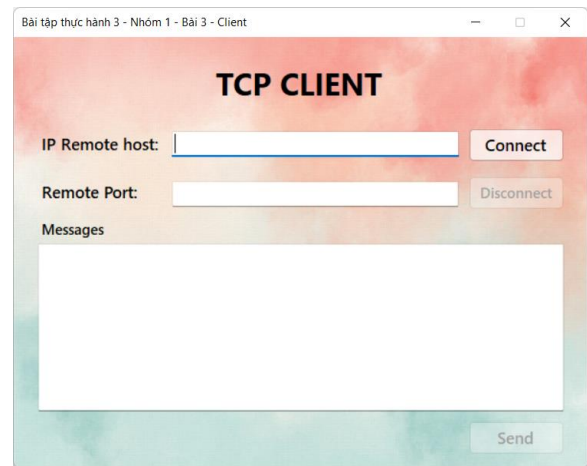 Bài tập thực hành 3 - Nhóm 1 - Bài 3 - Client
TCP CLIENT
IP Remote host:
Connect
Remote Port:
Disconnect
Messages
Send